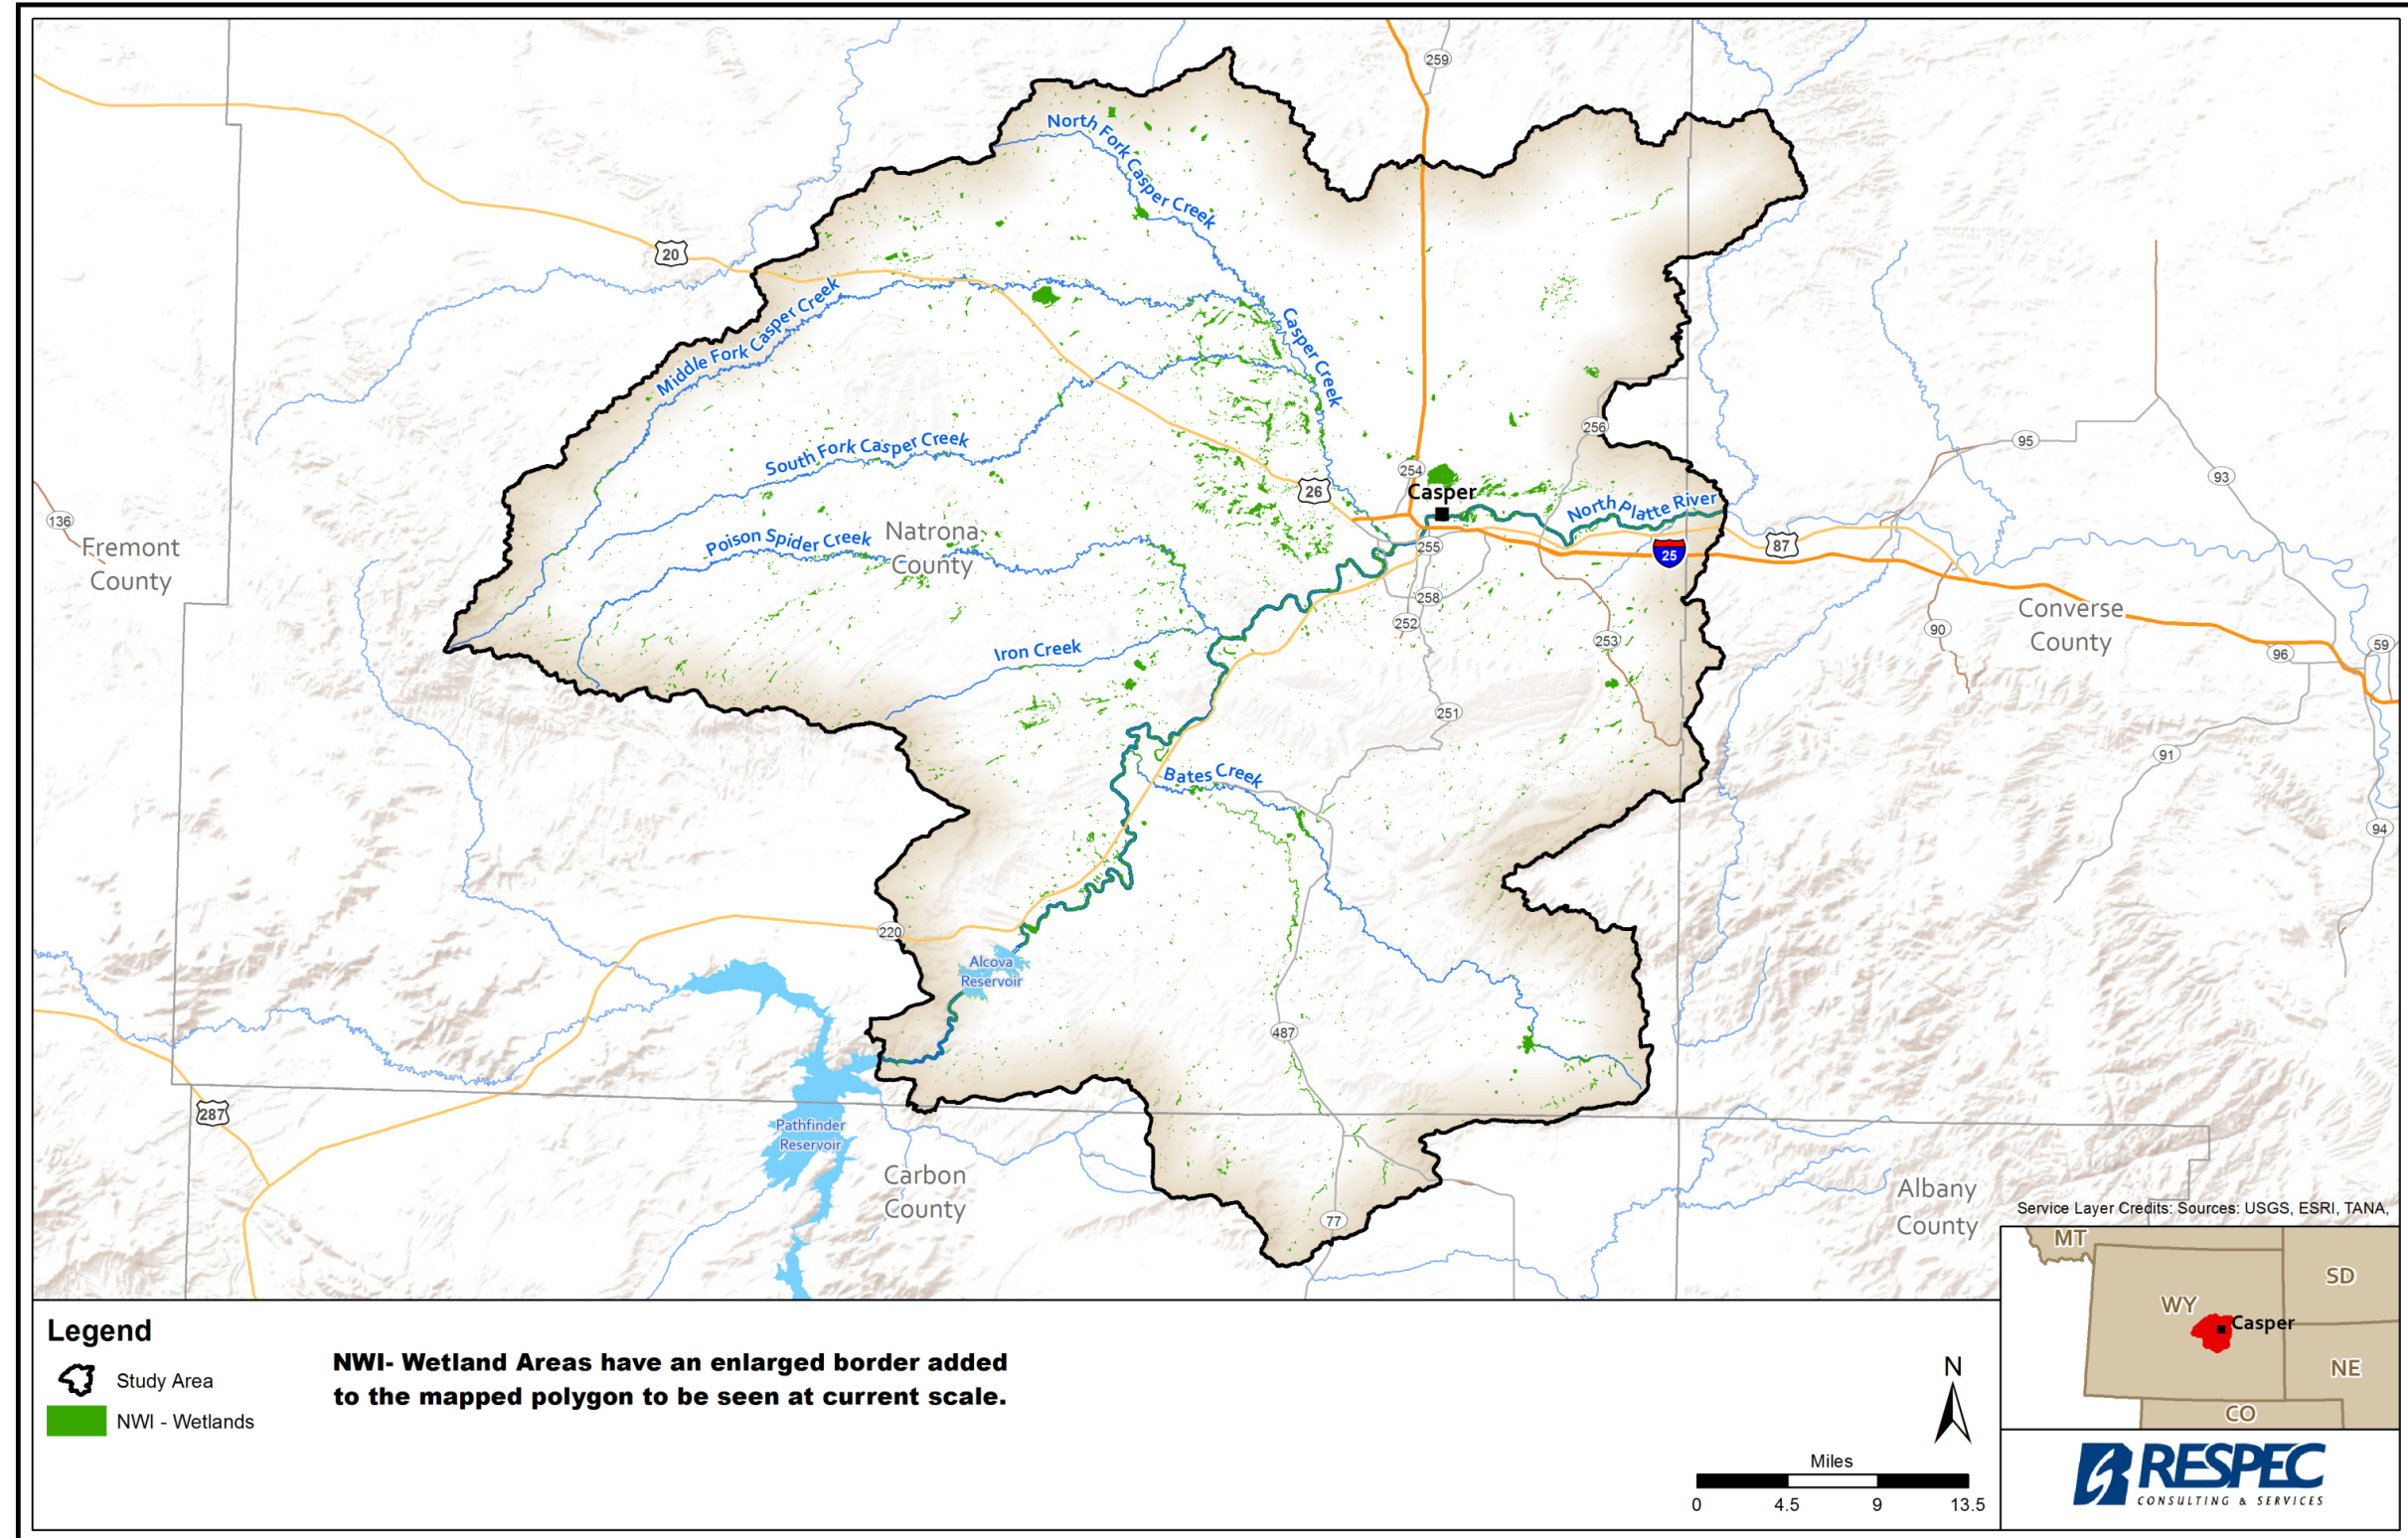 259
North Fork Casper Creek
20
Middle Fork Casper Creek
Casper Creek
256
95
South Fork Casper Creek
254
93
26
Casper
North Platte River
136
Fremont
County
Poison Spider Creek
Natrona
County
255
25
87
258
Converse
County
252
253
90
59
Iron Creek
96
251
91
Bates Creek
94
220
Alcova
Reservoir
487
287
Pathfinder
Reservoir
Carbon
County
Albany
County
77
Service Layer Credits: Sources: USGS, ESRI, TANA,
MT
SD
WY
Casper
NE
CO
Legend
Study Area
NWI - Wetlands
NWI- Wetland Areas have an enlarged border added
to the mapped polygon to be seen at current scale.
N
Miles
0 4.5 9 13.5
RESPEC
CONSULTING & SERVICES